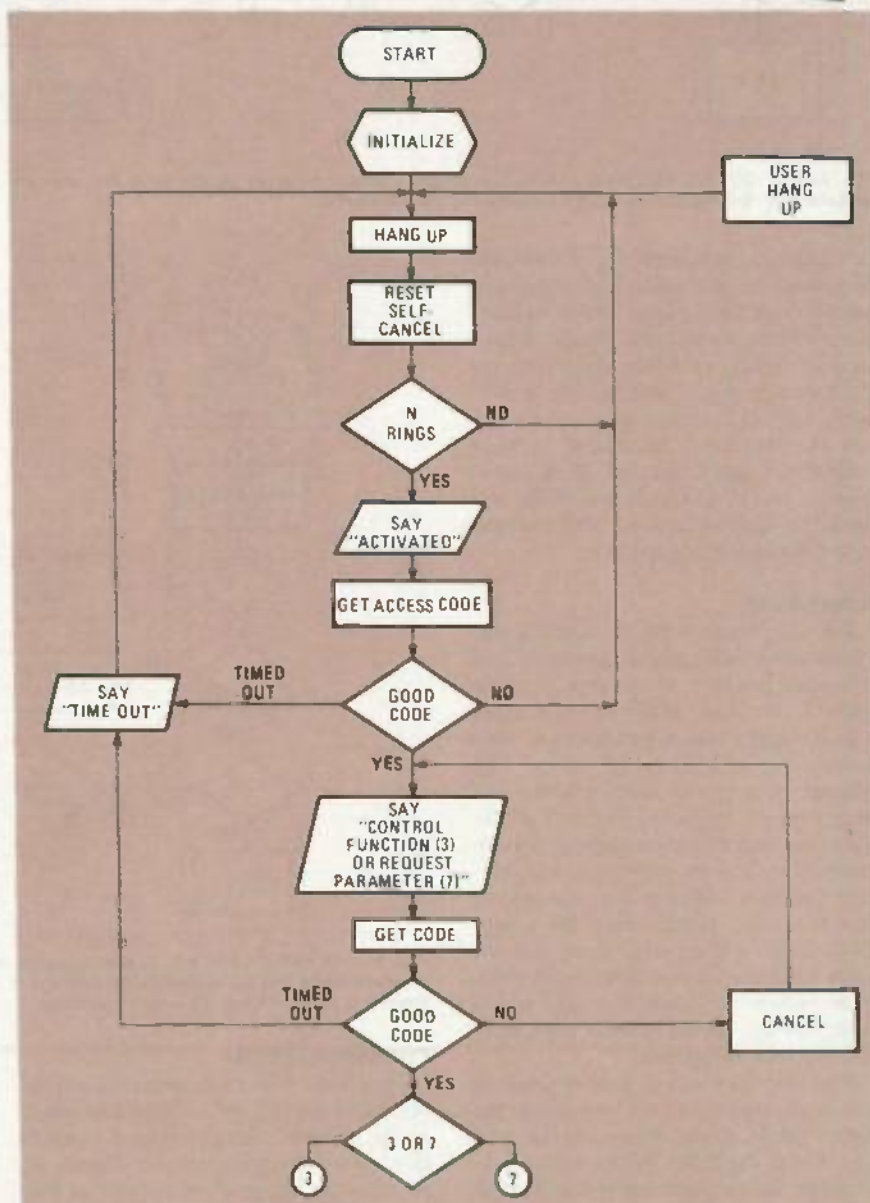 START
INITIALIZE
USER
HANG
UP
HANG UP
RESET
SELF-
CANCEL
N
RINGS
NO
YES
SAY
"ACTIVATED"
GET ACCESS CODE
TIMED
OUT
SAY
"TIME OUT"
GOOD
CODE
NO
YES
SAY
"CONTROL
FUNCTION (3)
OR REQUEST
PARAMETER (7)"
GET CODE
TIMED
OUT
GOOD
CODE
NO
CANCEL
YES
3 OR 7
3
7